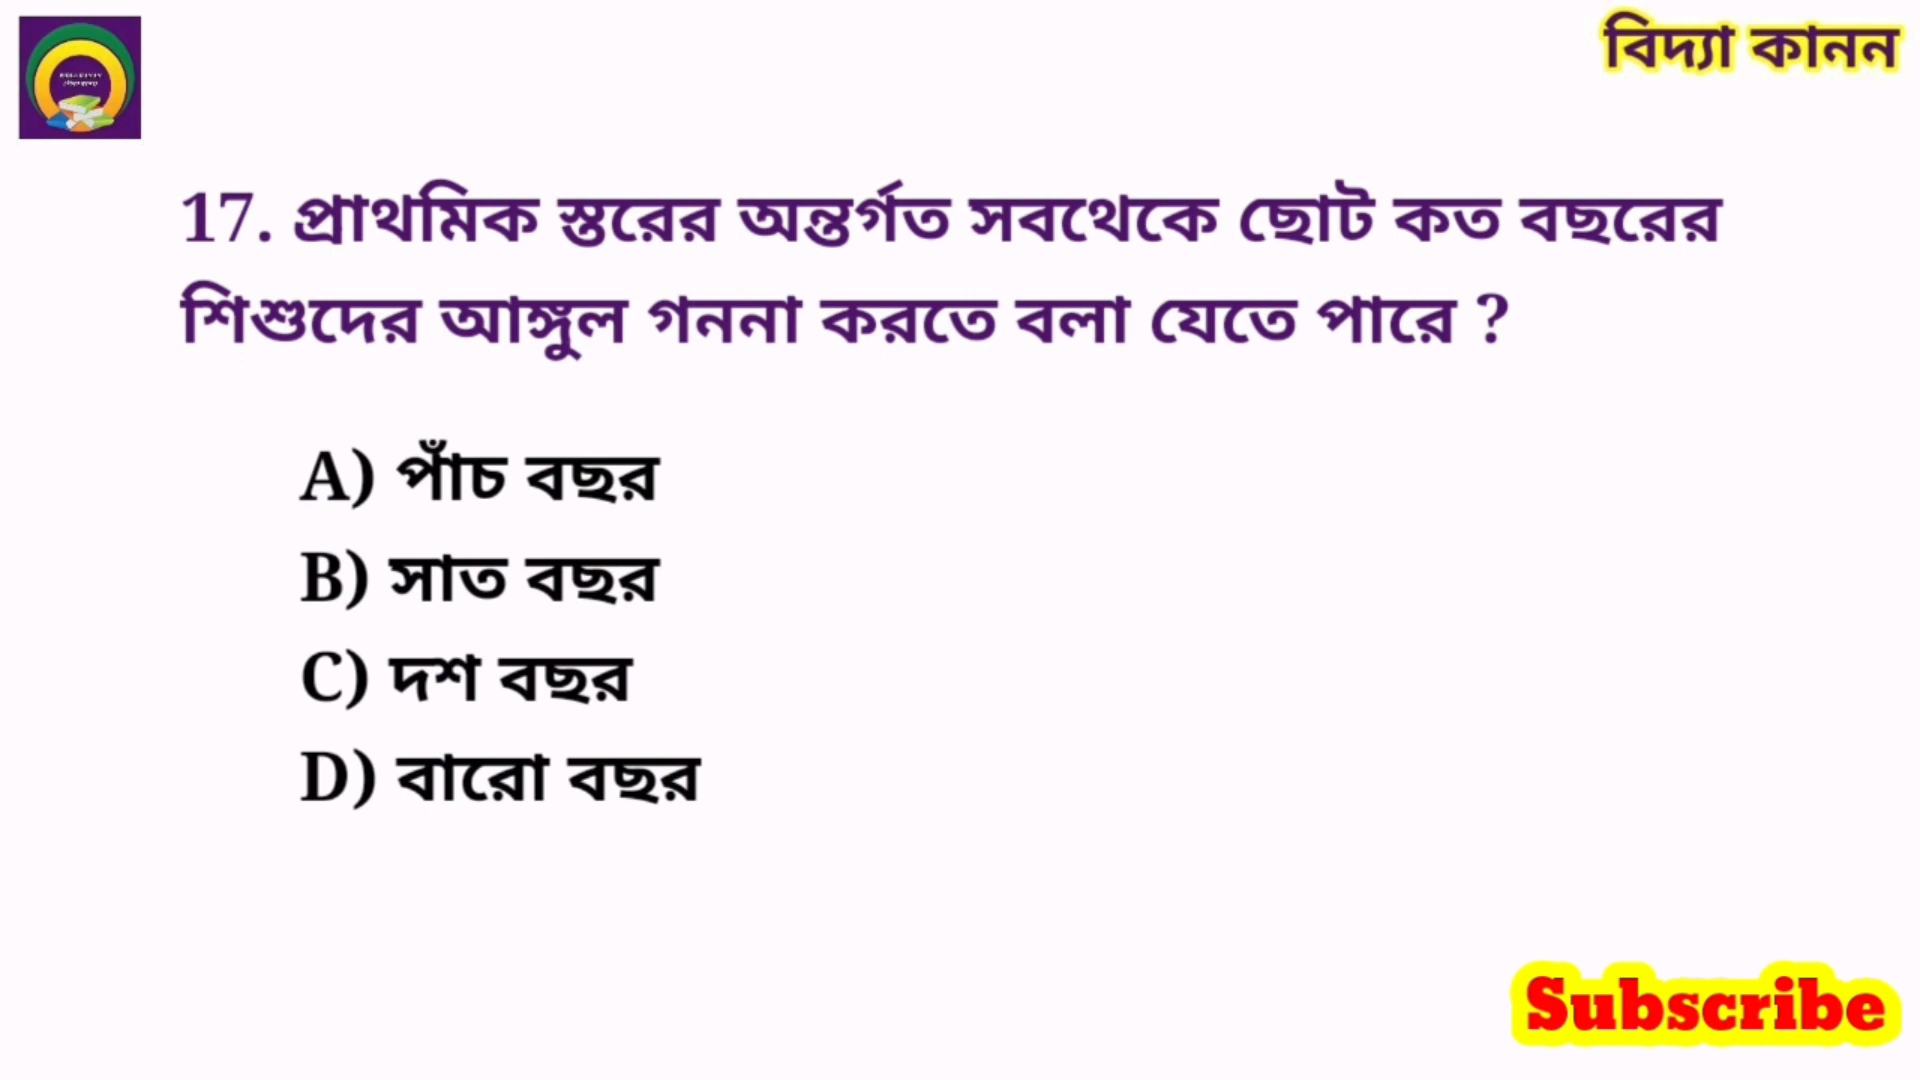 বিদ্যা কানন
17. প্রাথমিক স্তরের অন্তর্গত সবথেকে ছোট কত বছরের
শিশুদের আঙ্গুল গননা করতে বলা যেতে পারে ?
A) পাঁচ বছর
B) সাত বছর
C) দশ বছর
D) বারো বছর
Subscribe